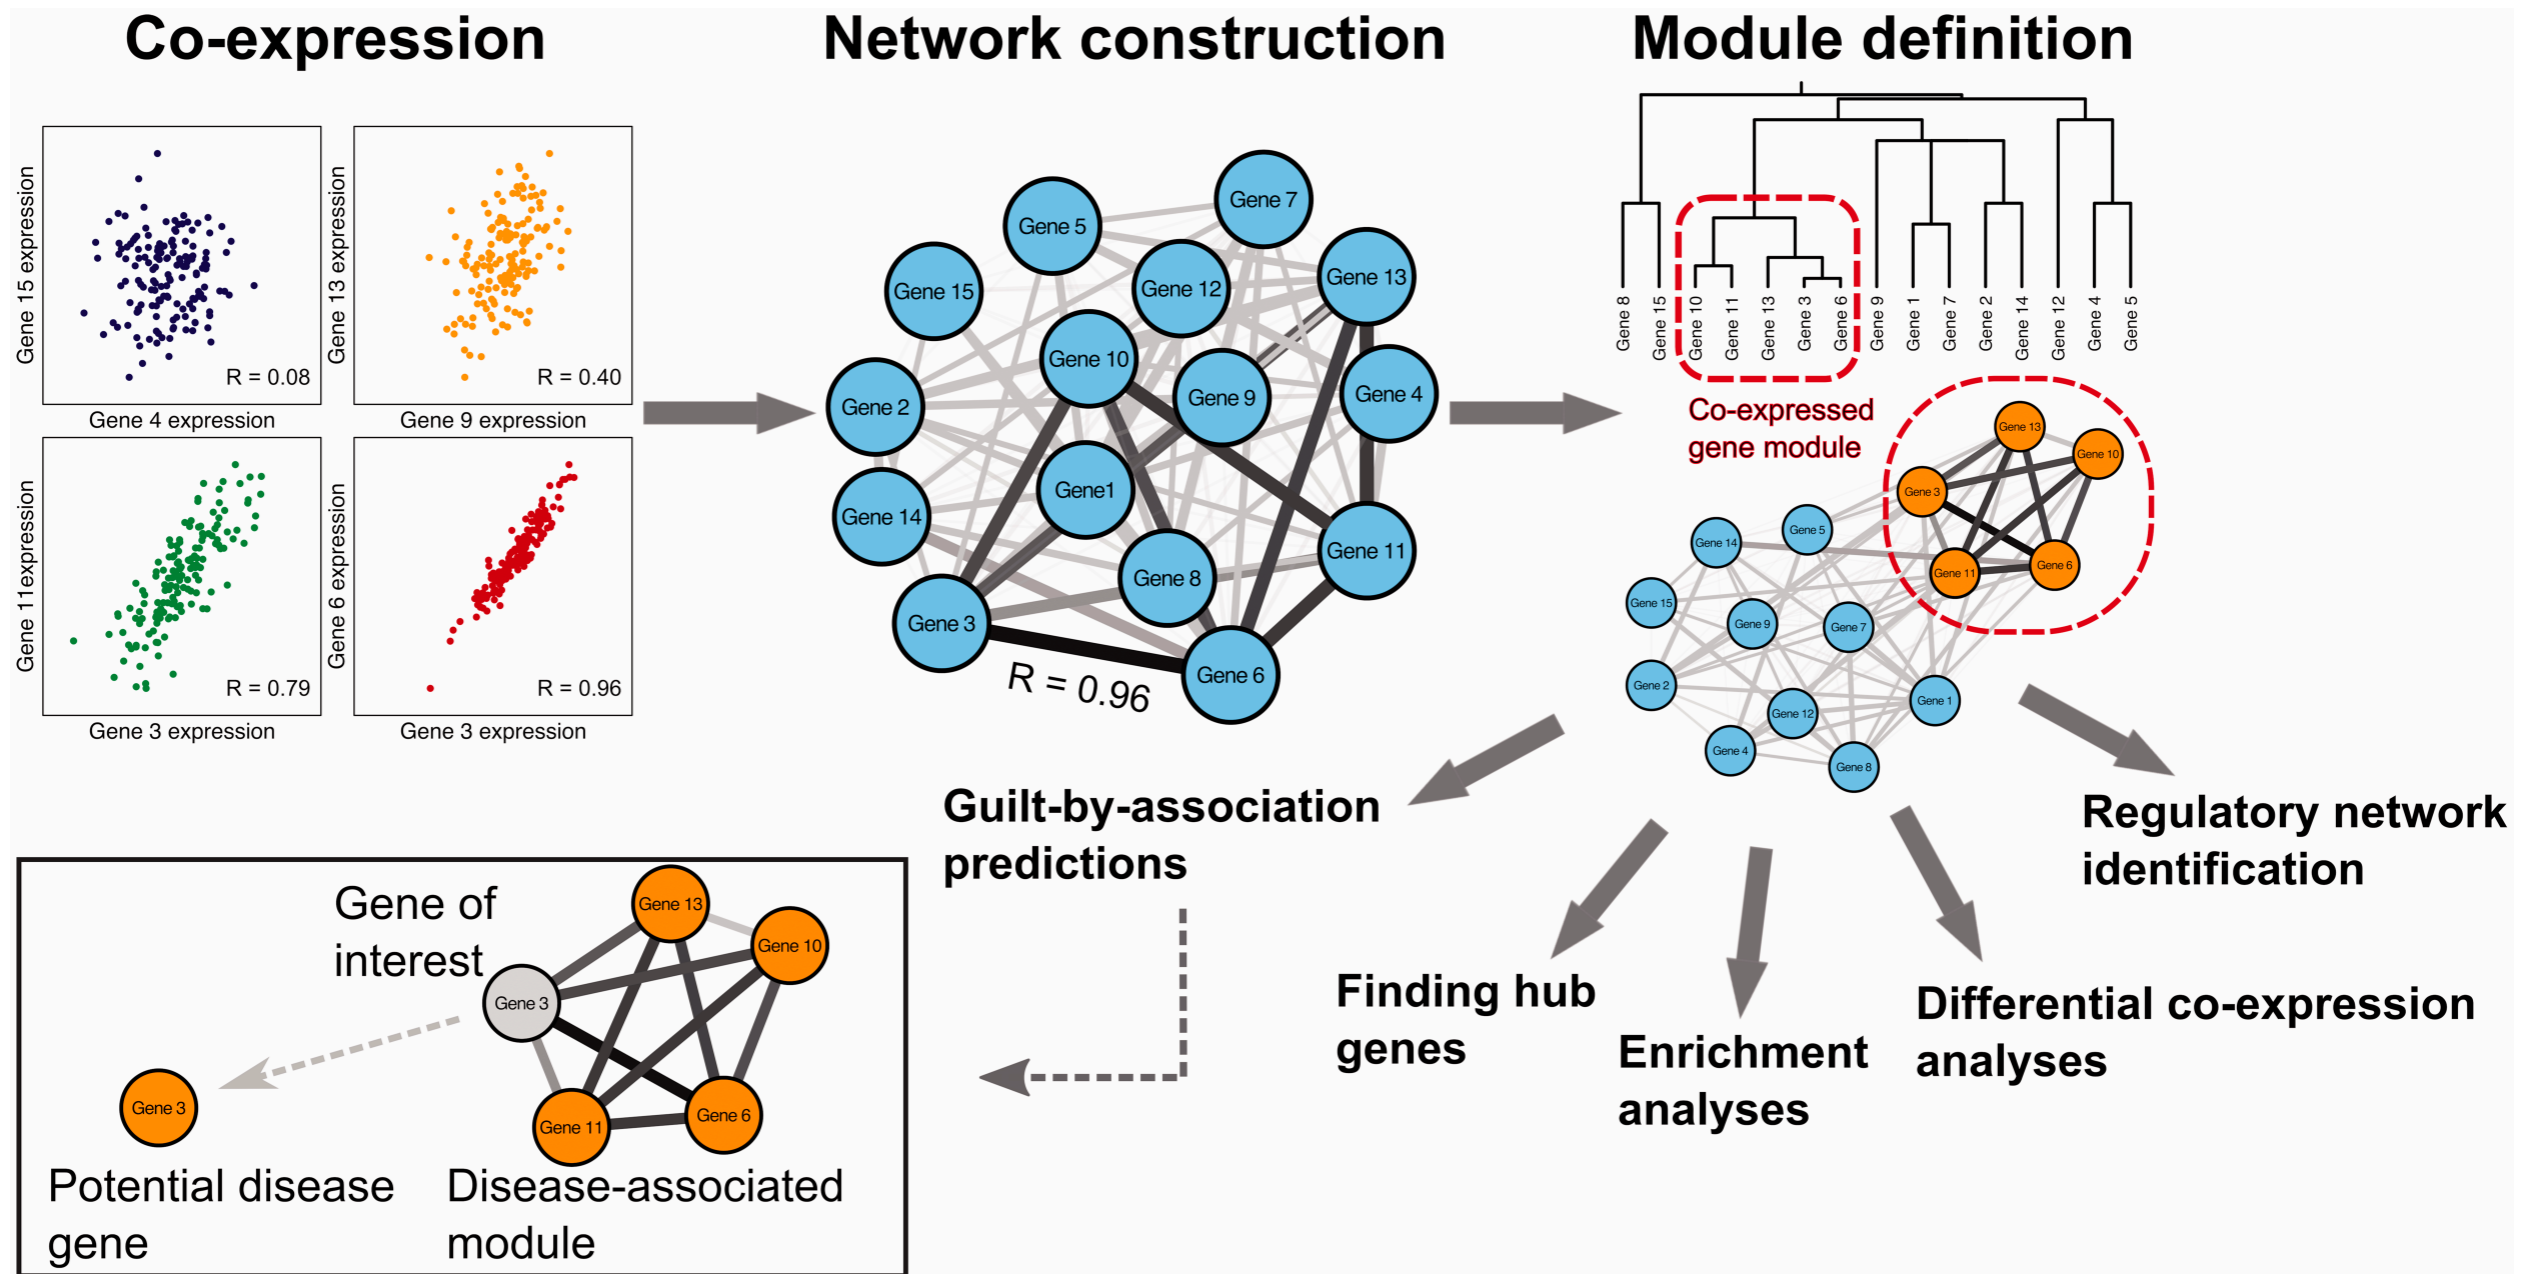 Co-expression
Network construction
Module definition
Gene 15 expression
R = 0.08
Gene 4 expression
Gene 13 expression
R = 0.40
Gene 9 expression
Gene 11expression
R = 0.79
Gene 3 expression
Gene 6 expression
R = 0.96
Gene 3 expression
Gene 7
Gene 5
Gene 13
Gene 15
Gene 12
Gene 10
Gene 9
Gene 4
Gene 2
Gene1
Gene 14
Gene 11
Gene 8
Gene 3
Gene 6
R = 0.96
Gene 8
Gene 15
Gene 10
Gene 11
Gene 13
Gene 3
Gene 6
Gene 9
Gene 1
Gene 7
Gene 2
Gene 14
Gene 12
Gene 4
Gene 5
Co-expressed
gene module
Gene 13
Gene 10
Gene 3
Gene 5
Gene 14
Gene 11
Gene 6
Gene 15
Gene 9
Gene 7
Gene 2
Gene 1
Gene 12
Gene 4
Gene 8
Guilt-by-association
predictions
Finding hub
genes
Enrichment
analyses
Differential co-expression
analyses
Regulatory network
identification
Gene of
interest
Gene 13
Gene 10
Gene 3
Gene 11
Gene 6
Gene 3
Potential disease
gene
Disease-associated
module